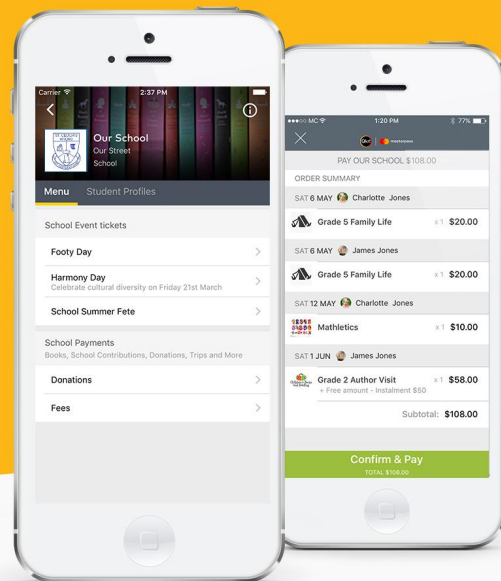 Carrier 2:37 PM
Our School
Our Street
School
Menu Student Profiles
School Event tickets
Footy Day
Harmony Day
Celebrate cultural diversity on Friday 21st March
School Summer Fete
School Payments
Books, School Contributions, Donations, Trips and More
Donations
Fees
MC 1:20 PM 77%
Qkr! masterpass
PAY OUR SCHOOL $108.00
ORDER SUMMARY
SAT 6 MAY Charlotte Jones
Grade 5 Family Life x 1 $20.00
SAT 6 MAY James Jones
Grade 5 Family Life x 1 $20.00
SAT 12 MAY Charlotte Jones
Mathletics x 1 $10.00
SAT 1 JUN James Jones
Grade 2 Author Visit x 1 $58.00
+ Free amount - Instalment $50
Subtotal: $108.00
Confirm & Pay
TOTAL $108.00